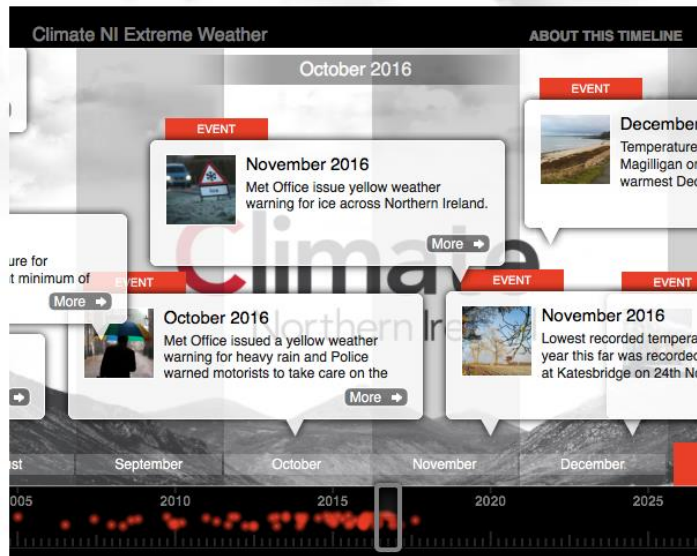 Climate NI Extreme Weather
ABOUT THIS TIMELINE
October 2016
EVENT
December
Temperature
Magilligan on
warmest Dec
EVENT
November 2016
Met Office issue yellow weather
warning for ice across Northern Ireland.
More
ure for
t minimum of
More
Climate
Northern Ire
EVENT
October 2016
Met Office issued a yellow weather
warning for heavy rain and Police
warned motorists to take care on the
More
EVENT
November 2016
Lowest recorded tempera
year this far was recorded
at Katesbridge on 24th No
EVENT
st
September
October
November
December
005
2010
2015
2020
2025